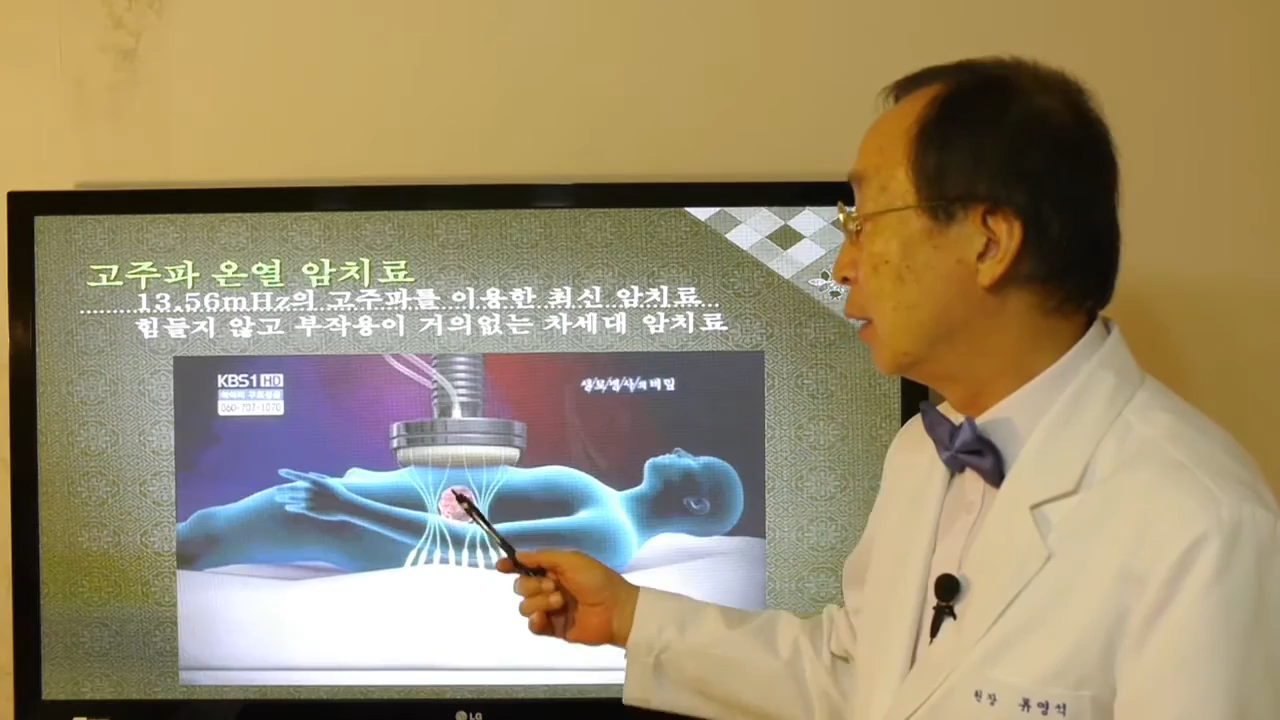 고주파 온열 암치료
13.56mHz의 고주파를 이용한 최신 암치료
힘들지 않고 부작용이 거의없는 차세대 암치료
KBS1 HD
060-707-1070
생로병사의비밀
LG
원장 류영석